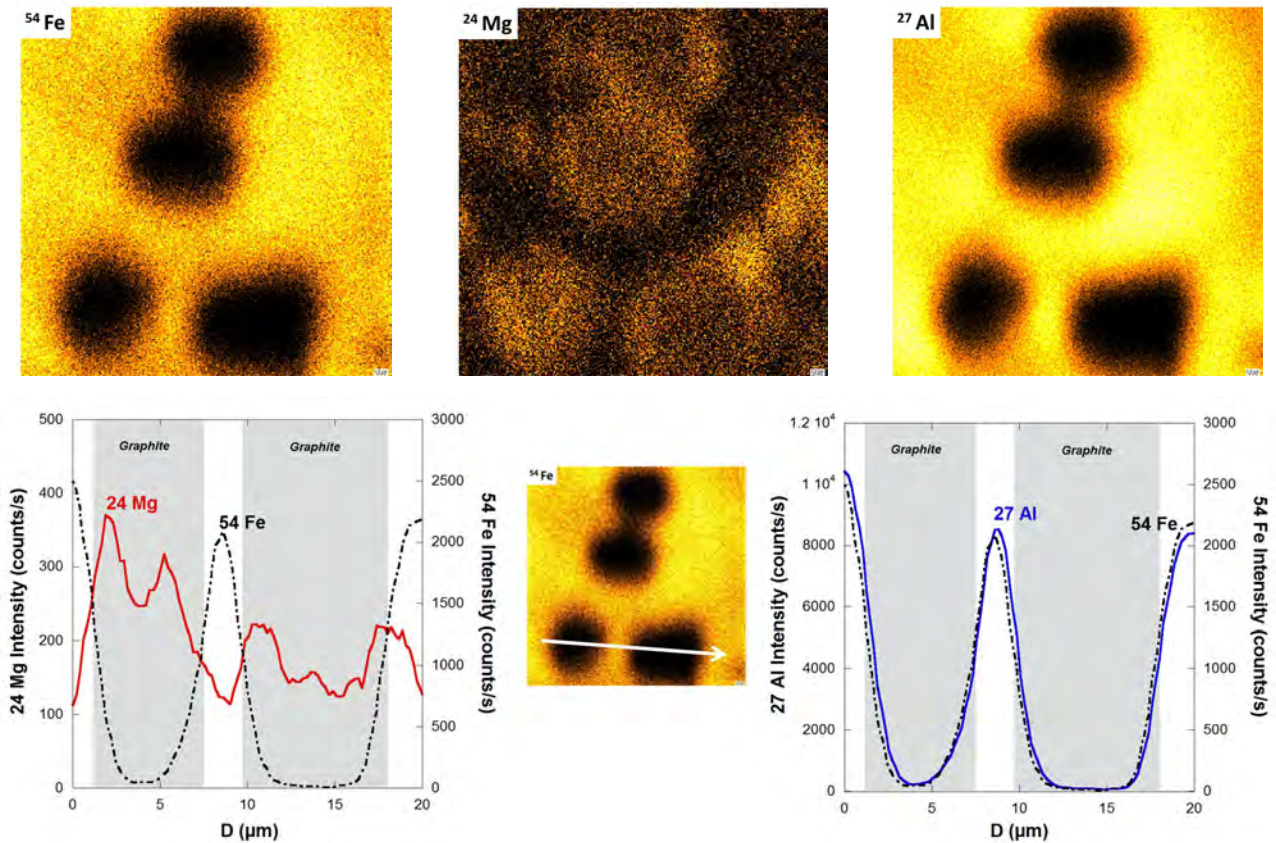 54 Fe
24 Mg
27 Al
500
400
300
200
100
0
3000
2500
2000
1500
1000
500
0
Graphite
Graphite
24 Mg
54 Fe
24 Mg Intensity (counts/s)
54 Fe Intensity (counts/s)
0
5
10
15
20
D (µm)
54 Fe
1.2 10⁴
1 10⁴
8000
6000
4000
2000
0
3000
2500
2000
1500
1000
500
0
Graphite
Graphite
27 Al
54 Fe
27 Al Intensity (counts/s)
54 Fe Intensity (counts/s)
0
5
10
15
20
D (µm)